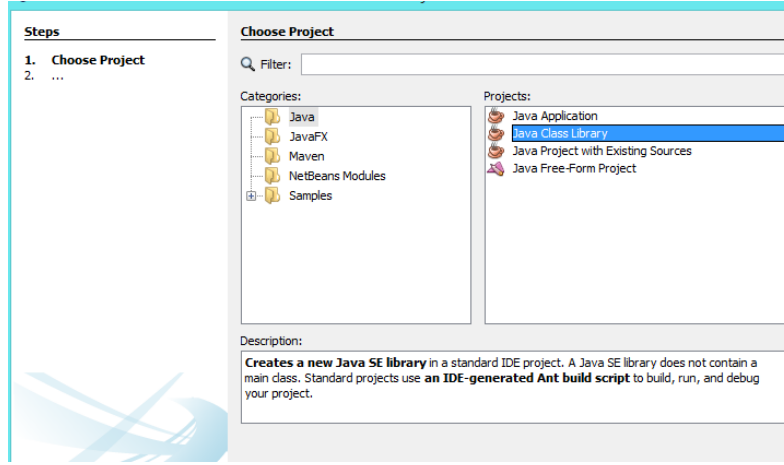 Steps
1. Choose Project
2. ...
Choose Project
Filter:
Categories:
Java
JavaFX
Maven
NetBeans Modules
Samples
Projects:
Java Application
Java Class Library
Java Project with Existing Sources
Java Free-Form Project
Description:
Creates a new Java SE library in a standard IDE project. A Java SE library does not contain a
main class. Standard projects use an IDE-generated Ant build script to build, run, and debug
your project.